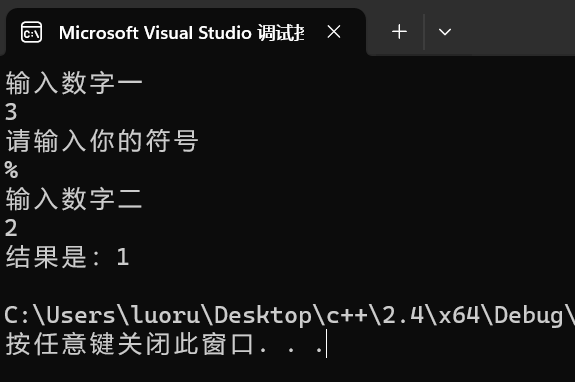 Microsoft Visual Studio 调试
输入数字一
3
请输入你的符号
%
输入数字二
2
结果是: 1
C:\Users\luoru\Desktop\c++\2.4\x64\Debug\
按任意键关闭此窗口. . .